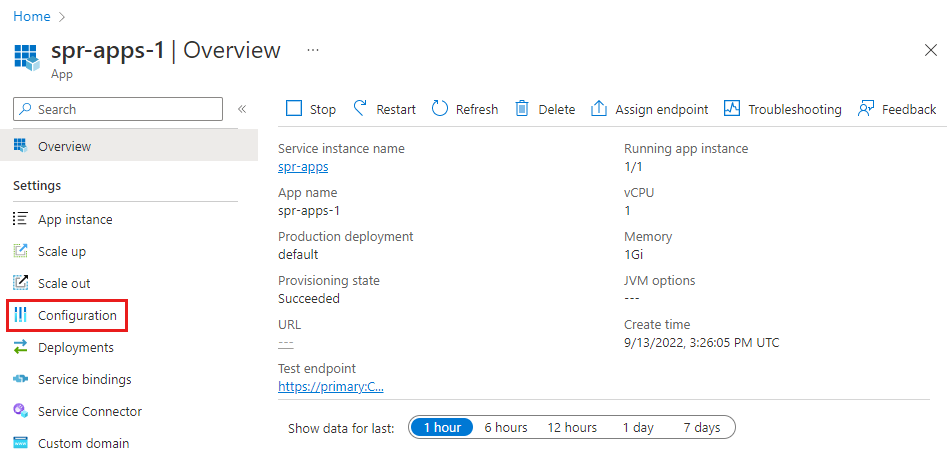 Home
spr-apps-1 | Overview ...
App
Search
Stop Restart Refresh Delete Assign endpoint Troubleshooting Feedback
Overview
Settings
App instance
Scale up
Scale out
Configuration
Deployments
Service bindings
Service Connector
Custom domain
Service instance name
spr-apps
App name
spr-apps-1
Production deployment
default
Provisioning state
Succeeded
URL
---
Test endpoint
https://primary:C...
Running app instance
1/1
vCPU
1
Memory
1Gi
JVM options
---
Create time
9/13/2022, 3:26:05 PM UTC
Show data for last: 1 hour 6 hours 12 hours 1 day 7 days